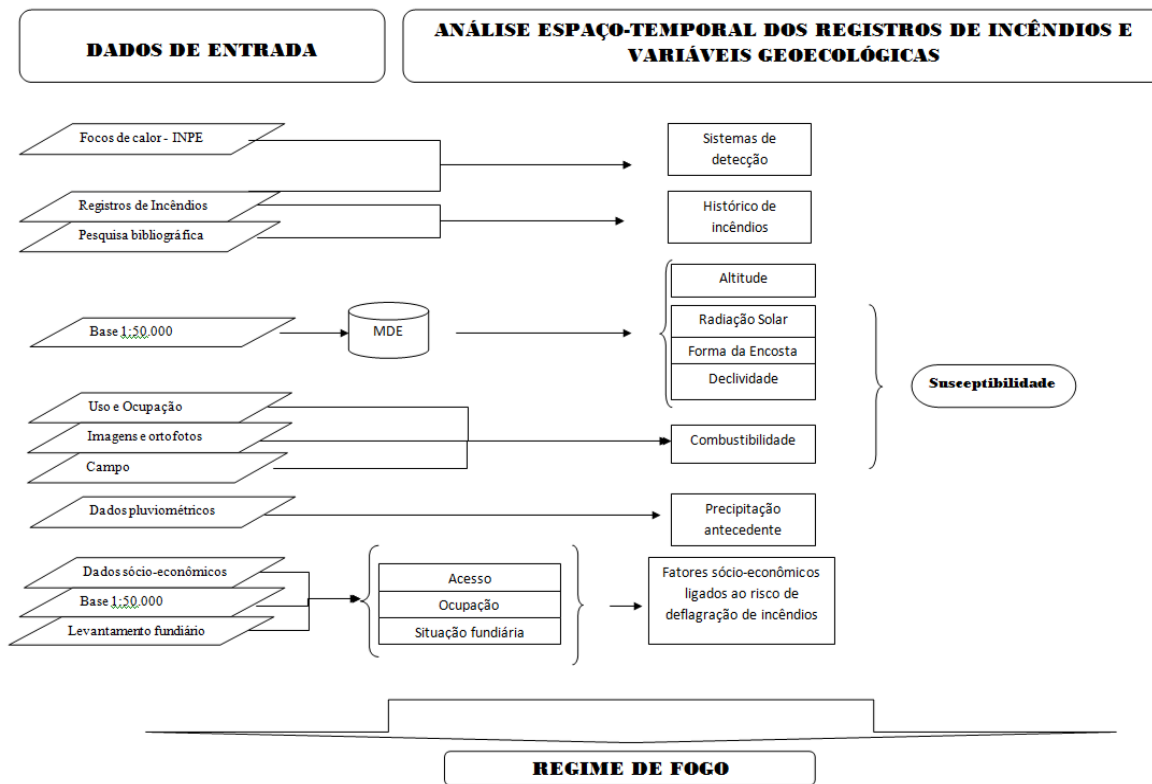 DADOS DE ENTRADA
ANÁLISE ESPAÇO-TEMPORAL DOS REGISTROS DE INCÊNDIOS E
VARIÁVEIS GEOECOLÓGICAS
Focos de calor - INPE
Sistemas de
detecção
Registros de Incêndios
Pesquisa bibliográfica
Histórico de
incêndios
Base 1:50.000
MDE
Altitude
Radiação Solar
Forma da Encosta
Declividade
Susceptibilidade
Uso e Ocupação
Imagens e ortofotos
Campo
Combustibilidade
Dados pluviométricos
Precipitação
antecedente
Dados sócio-econômicos
Base 1:50.000
Levantamento fundiário
Acesso
Ocupação
Situação fundiária
Fatores sócio-econômicos
ligados ao risco de
deflagração de incêndios
REGIME DE FOGO